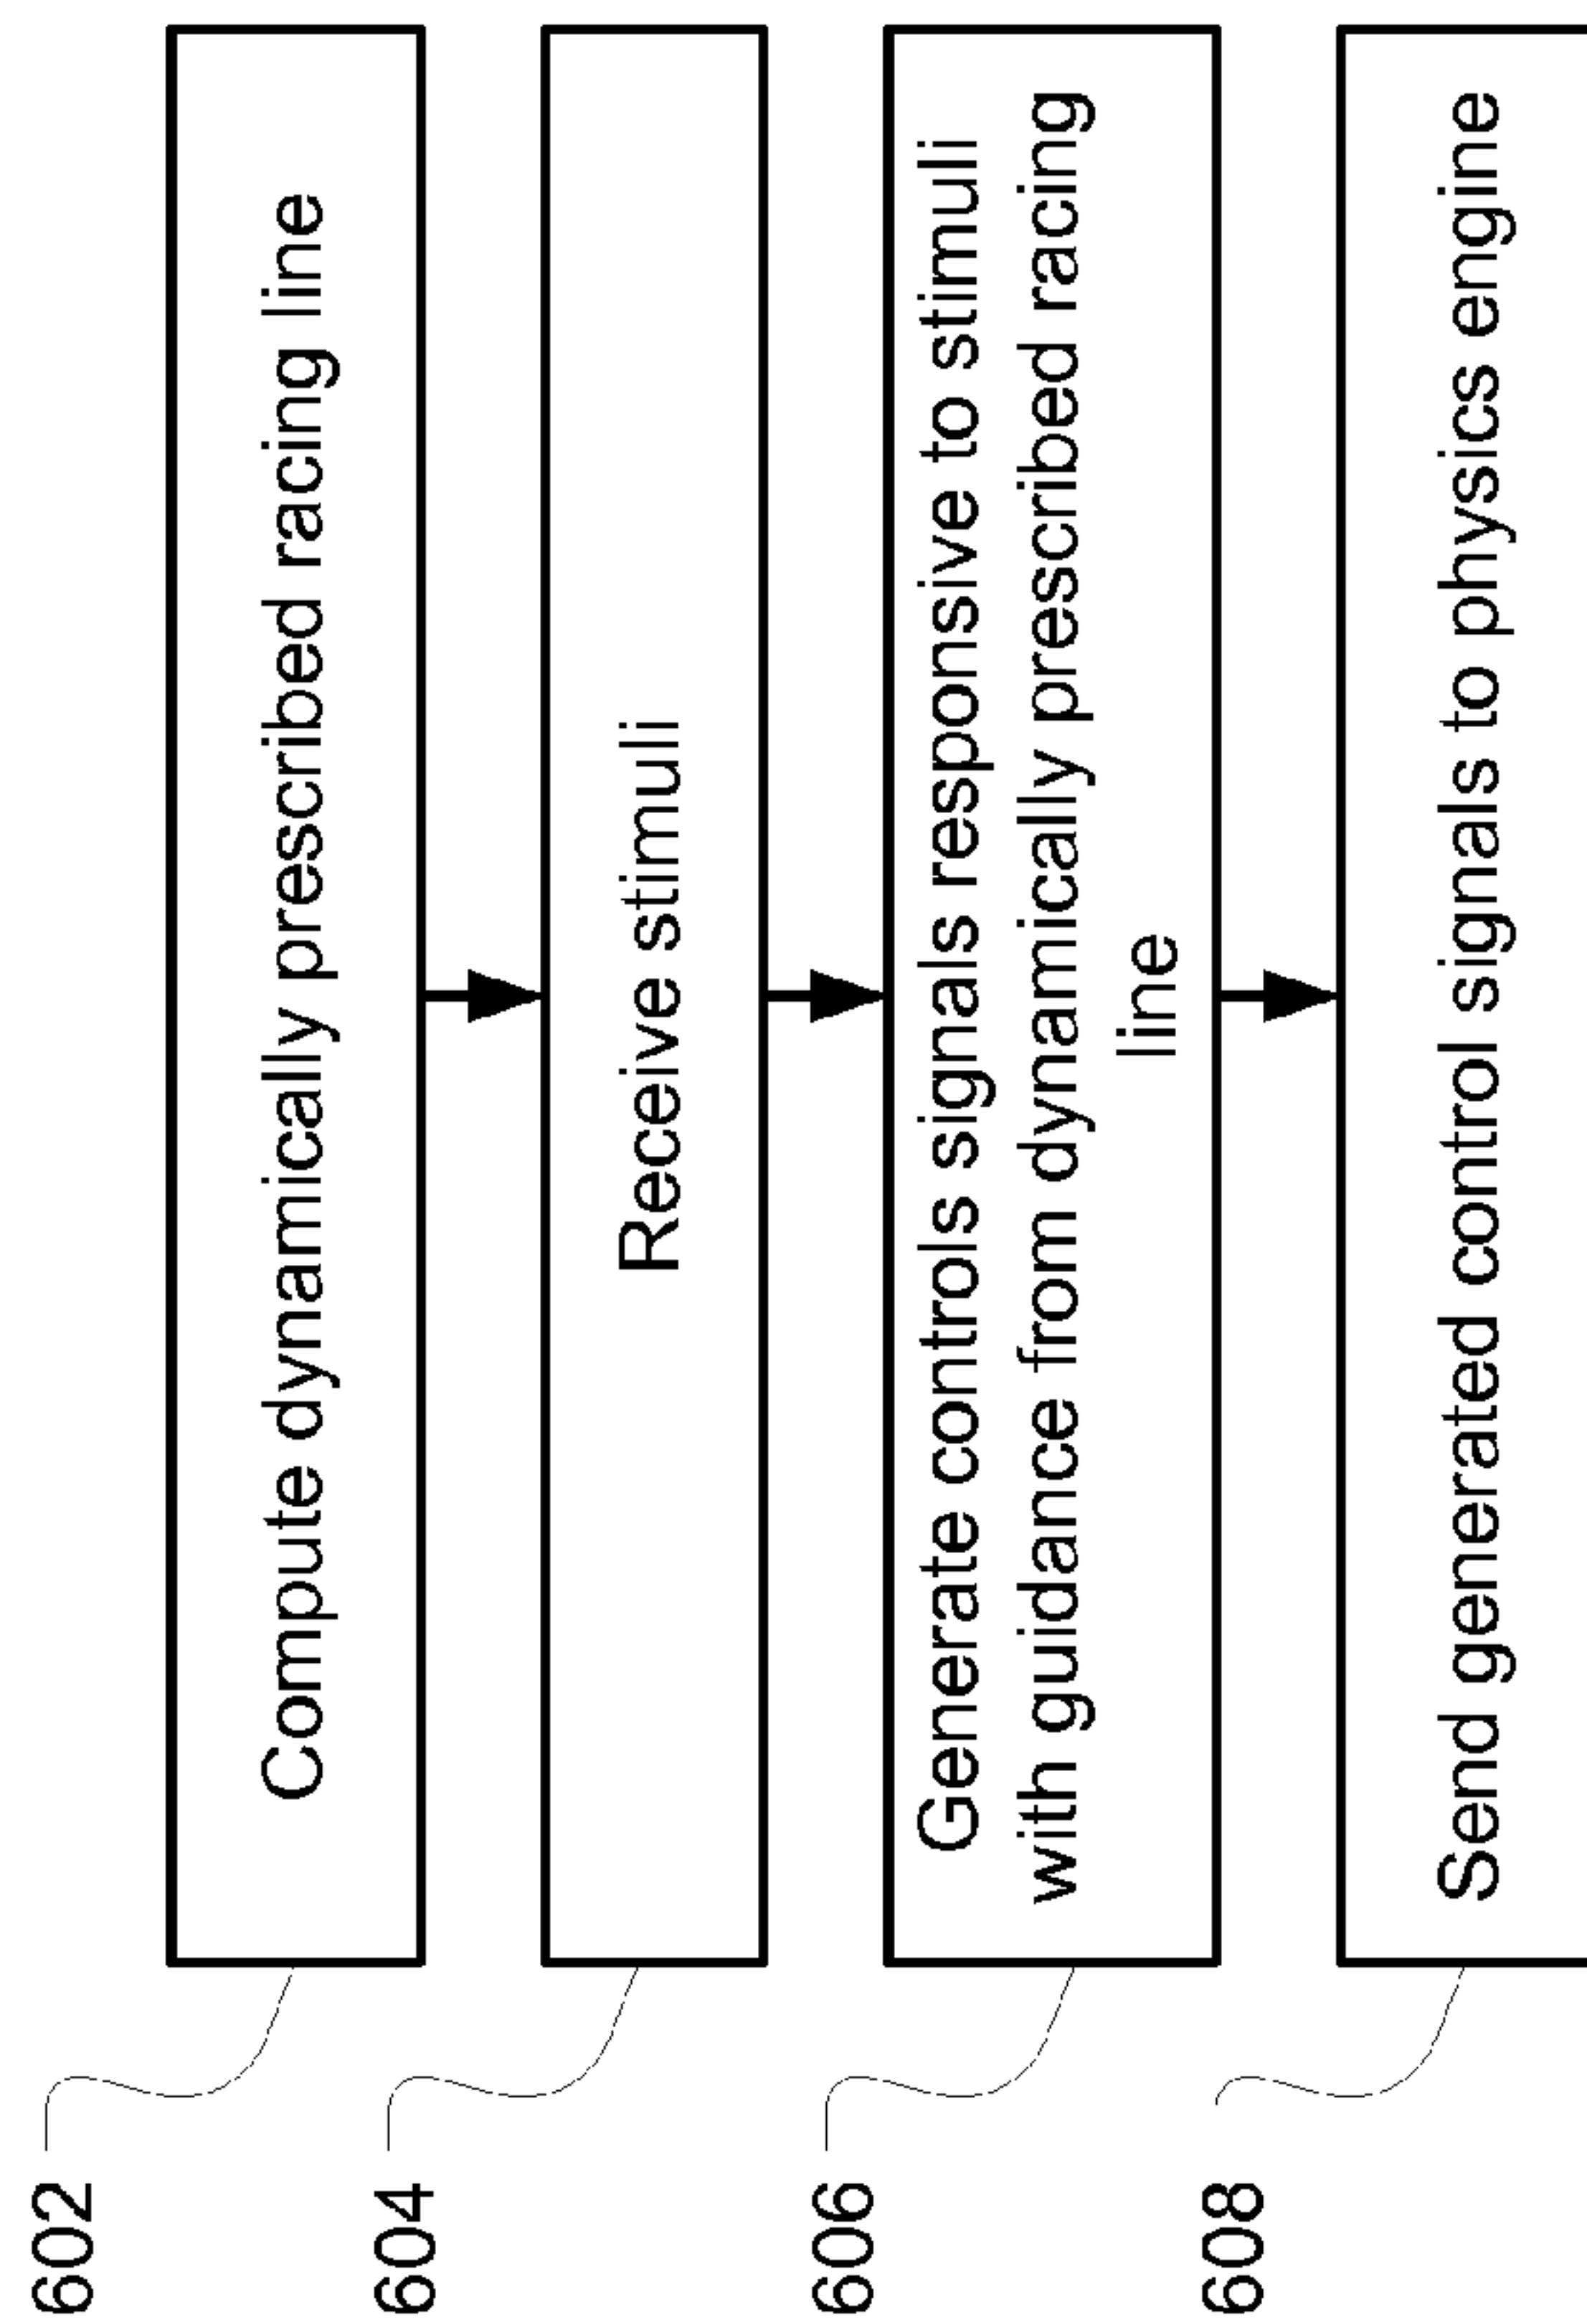 602
Compute dynamically prescribed racing line
604
Receive stimuli
606
Generate controls signals responsive to stimuli
with guidance from dynamically prescribed racing
line
608
Send generated control signals to physics engine